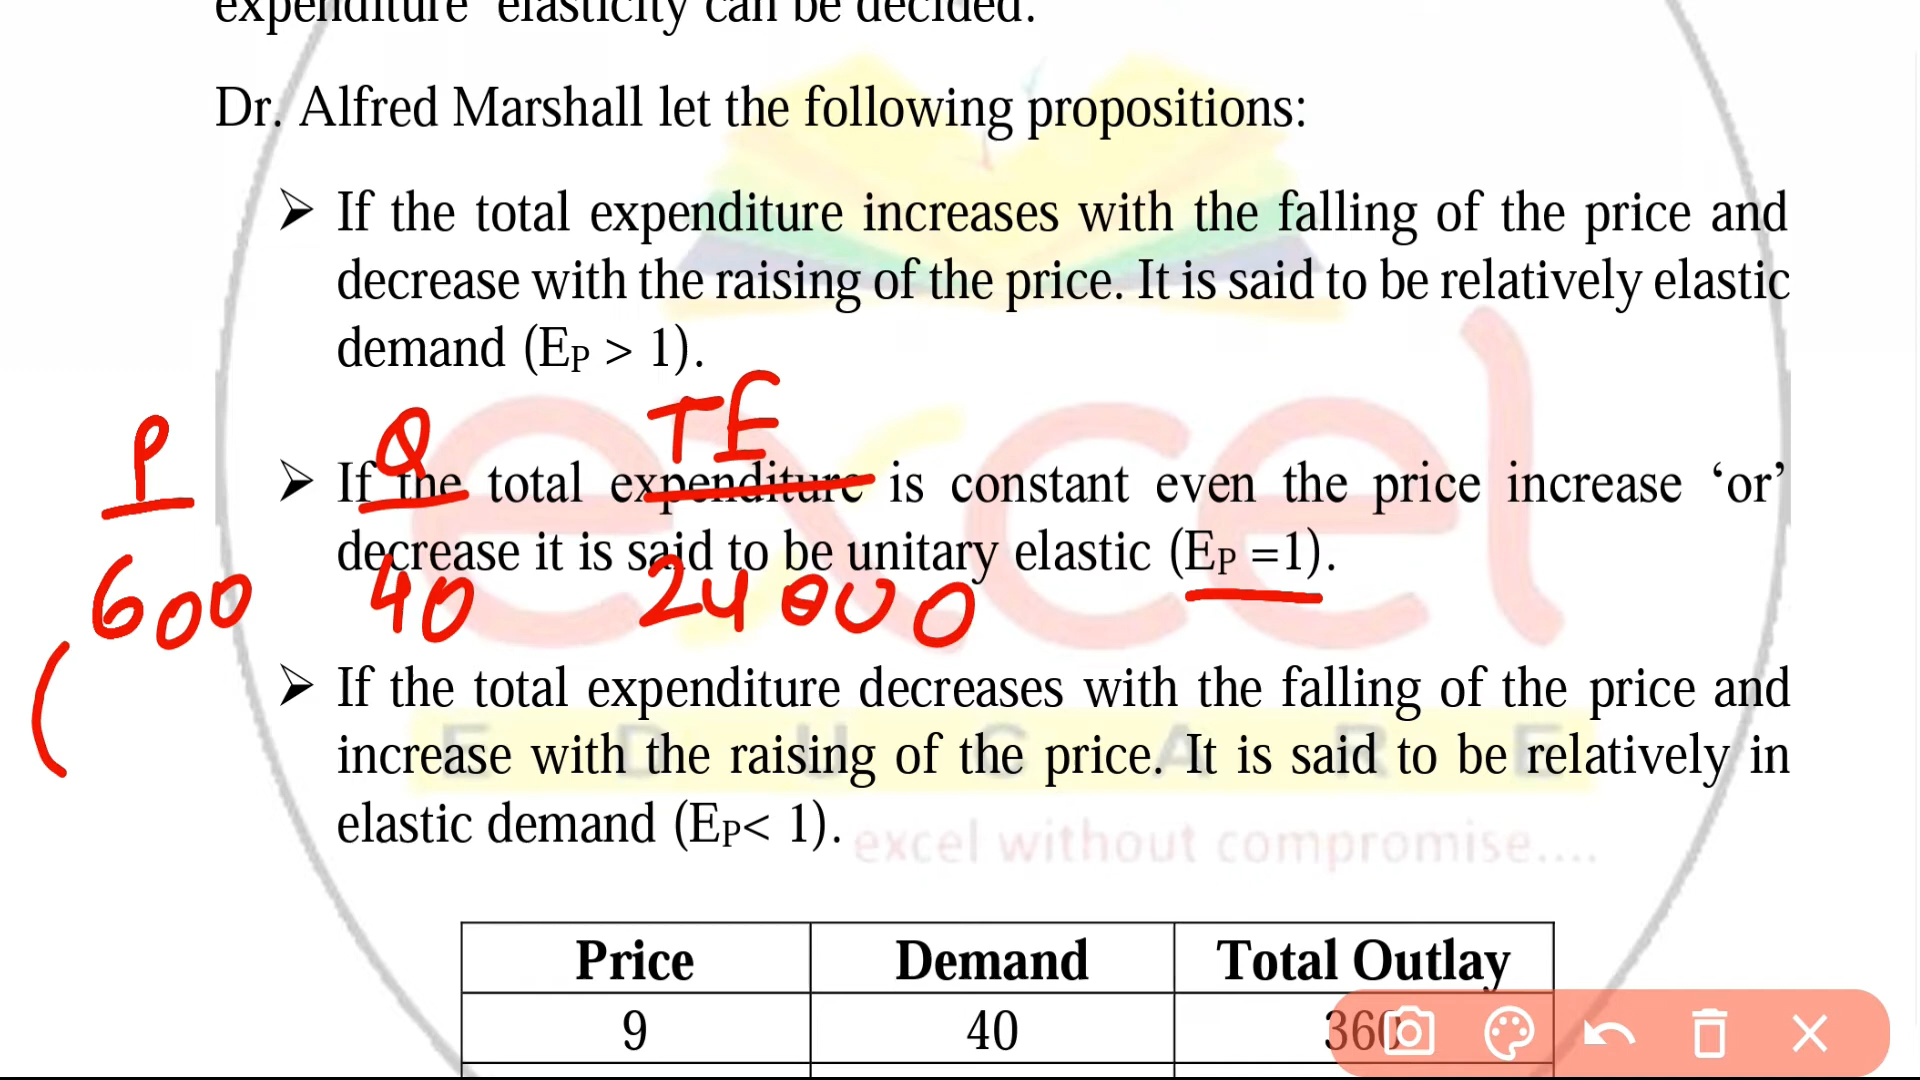 expenditure elasticity can be decided.
Dr. Alfred Marshall let the following propositions:
➢ If the total expenditure increases with the falling of the price and
decrease with the raising of the price. It is said to be relatively elastic
demand (EP > 1).
P Q TE
➢ If the total expenditure is constant even the price increase ‘or’
decrease it is said to be unitary elastic (EP =1).
600 40 24000
(
➢ If the total expenditure decreases with the falling of the price and
increase with the raising of the price. It is said to be relatively in
elastic demand (EP< 1).
excel
EDUCARE
excel without compromise....
Price Demand Total Outlay
9 40 360